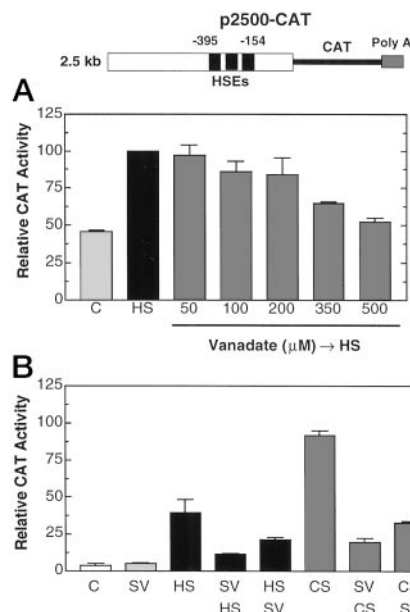 p2500-CAT
-395 -154
CAT Poly A
2.5 kb
HSEs
A
Relative CAT Activity
125
100
75
50
25
0
C HS 50 100 200 350 500
Vanadate (μM) → HS
B
Relative CAT Activity
125
100
75
50
25
0
C SV HS SV HS CS SV
HS SV CS